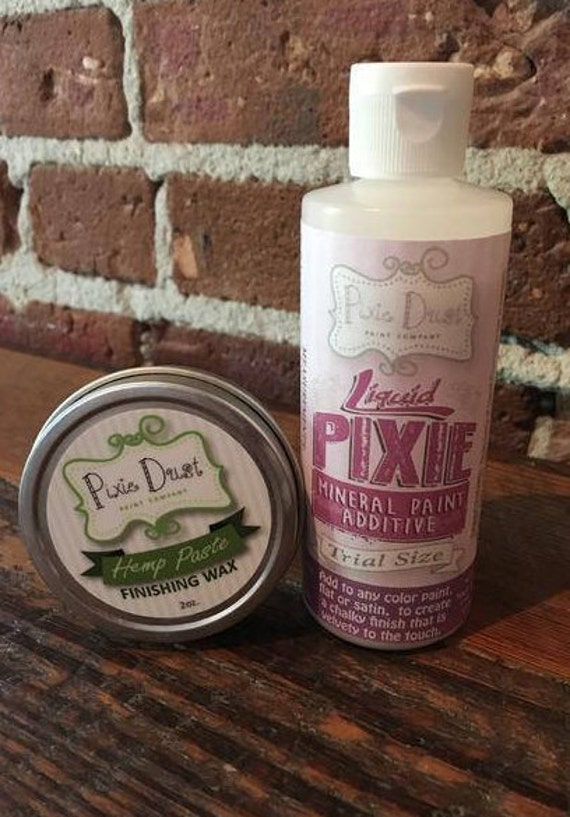 Pixie Dust
PAINT COMPANY
Hemp Paste
FINISHING WAX
2oz.
Pixie Dust
PAINT COMPANY
Liquid
PIXIE
MINERAL PAINT
ADDITIVE
Trial Size
Add to any color paint,
flat or satin, to create
a chalky finish that is
velvety to the touch.